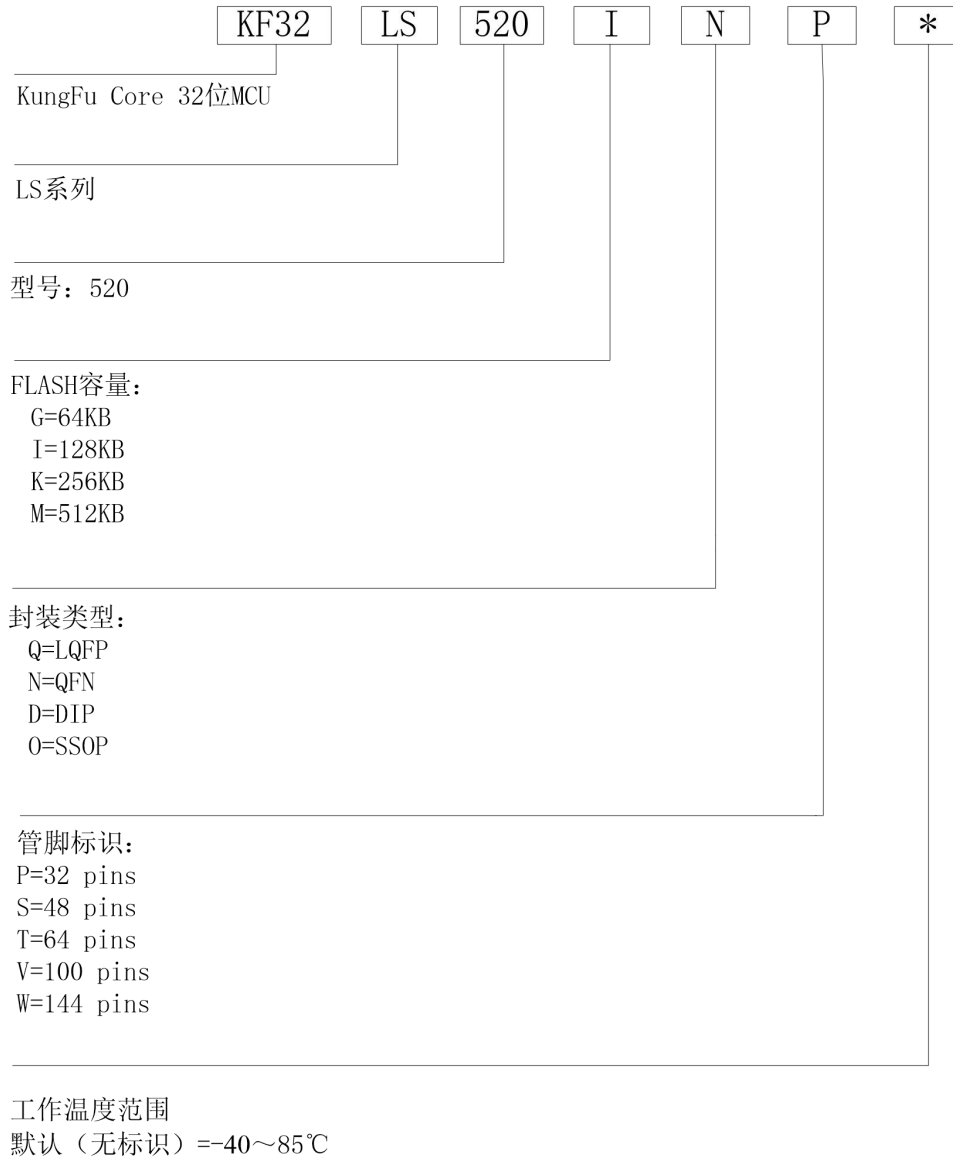 KF32 LS 520 I N P *
KungFu Core 32位MCU
LS系列
型号：520
FLASH容量：
G=64KB
I=128KB
K=256KB
M=512KB
封装类型：
Q=LQFP
N=QFN
D=DIP
O=SSOP
管脚标识：
P=32 pins
S=48 pins
T=64 pins
V=100 pins
W=144 pins
工作温度范围
默认（无标识）=-40～85℃